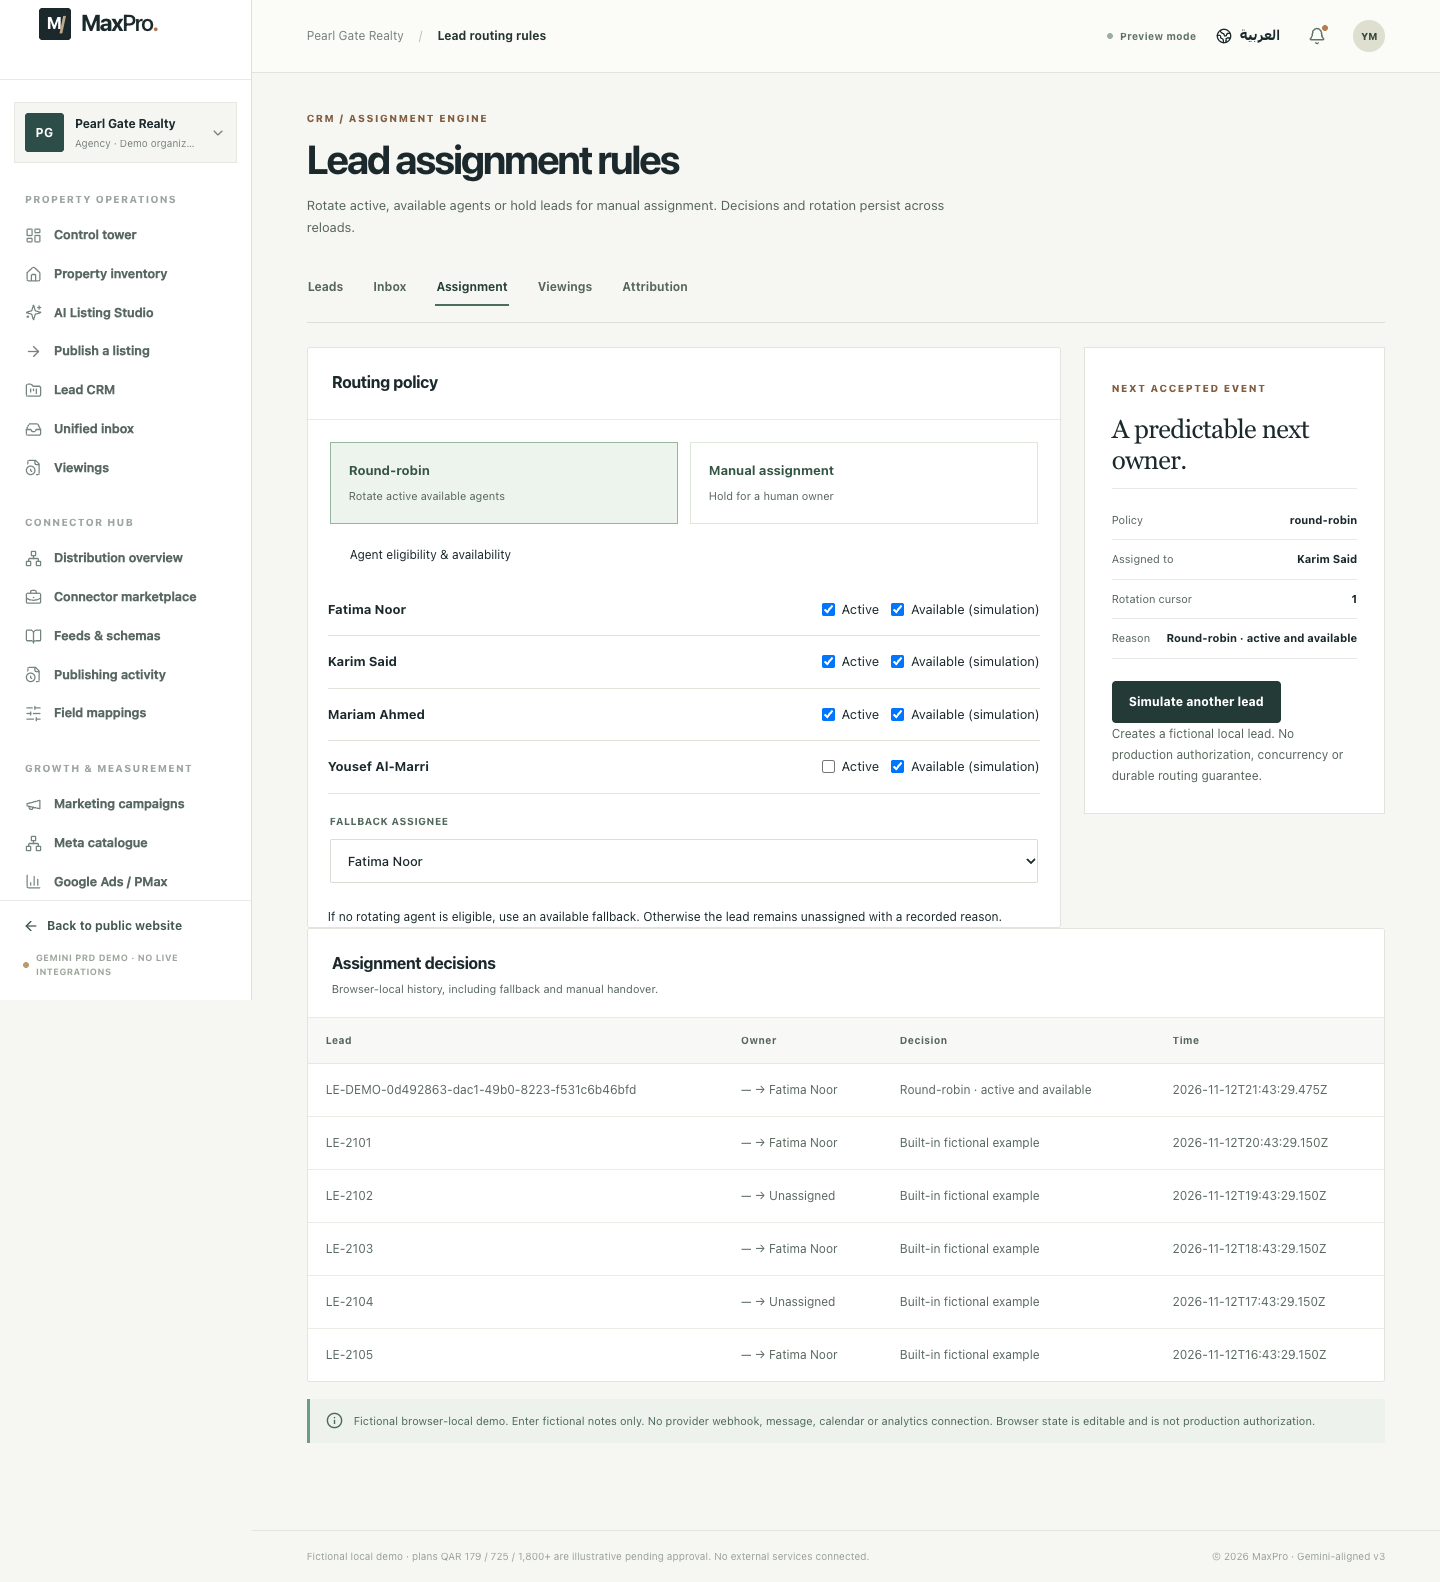 M/ MaxPro.
PG
Pearl Gate Realty
Agency · Demo organiz...
PROPERTY OPERATIONS
Control tower
Property inventory
AI Listing Studio
Publish a listing
Lead CRM
Unified inbox
Viewings
CONNECTOR HUB
Distribution overview
Connector marketplace
Feeds & schemas
Publishing activity
Field mappings
GROWTH & MEASUREMENT
Marketing campaigns
Meta catalogue
Google Ads / PMax
Back to public website
GEMINI PRD DEMO · NO LIVE
INTEGRATIONS
Pearl Gate Realty / Lead routing rules
Preview mode
العربية
YM
CRM / ASSIGNMENT ENGINE
Lead assignment rules
Rotate active, available agents or hold leads for manual assignment. Decisions and rotation persist across
reloads.
Leads Inbox Assignment Viewings Attribution
Routing policy
Round-robin
Rotate active available agents
Manual assignment
Hold for a human owner
Agent eligibility & availability
Fatima Noor Active Available (simulation)
Karim Said Active Available (simulation)
Mariam Ahmed Active Available (simulation)
Yousef Al-Marri Active Available (simulation)
FALLBACK ASSIGNEE
Fatima Noor
If no rotating agent is eligible, use an available fallback. Otherwise the lead remains unassigned with a recorded reason.
NEXT ACCEPTED EVENT
A predictable next
owner.
Policy round-robin
Assigned to Karim Said
Rotation cursor 1
Reason Round-robin · active and available
Simulate another lead
Creates a fictional local lead. No
production authorization, concurrency or
durable routing guarantee.
Assignment decisions
Browser-local history, including fallback and manual handover.
Lead Owner Decision Time
LE-DEMO-0d492863-dac1-49b0-8223-f531c6b46bfd — → Fatima Noor Round-robin · active and available 2026-11-12T21:43:29.475Z
LE-2101 — → Fatima Noor Built-in fictional example 2026-11-12T20:43:29.150Z
LE-2102 — → Unassigned Built-in fictional example 2026-11-12T19:43:29.150Z
LE-2103 — → Fatima Noor Built-in fictional example 2026-11-12T18:43:29.150Z
LE-2104 — → Unassigned Built-in fictional example 2026-11-12T17:43:29.150Z
LE-2105 — → Fatima Noor Built-in fictional example 2026-11-12T16:43:29.150Z
Fictional browser-local demo. Enter fictional notes only. No provider webhook, message, calendar or analytics connection. Browser state is editable and is not production authorization.
Fictional local demo · plans QAR 179 / 725 / 1,800+ are illustrative pending approval. No external services connected.
© 2026 MaxPro · Gemini-aligned v3